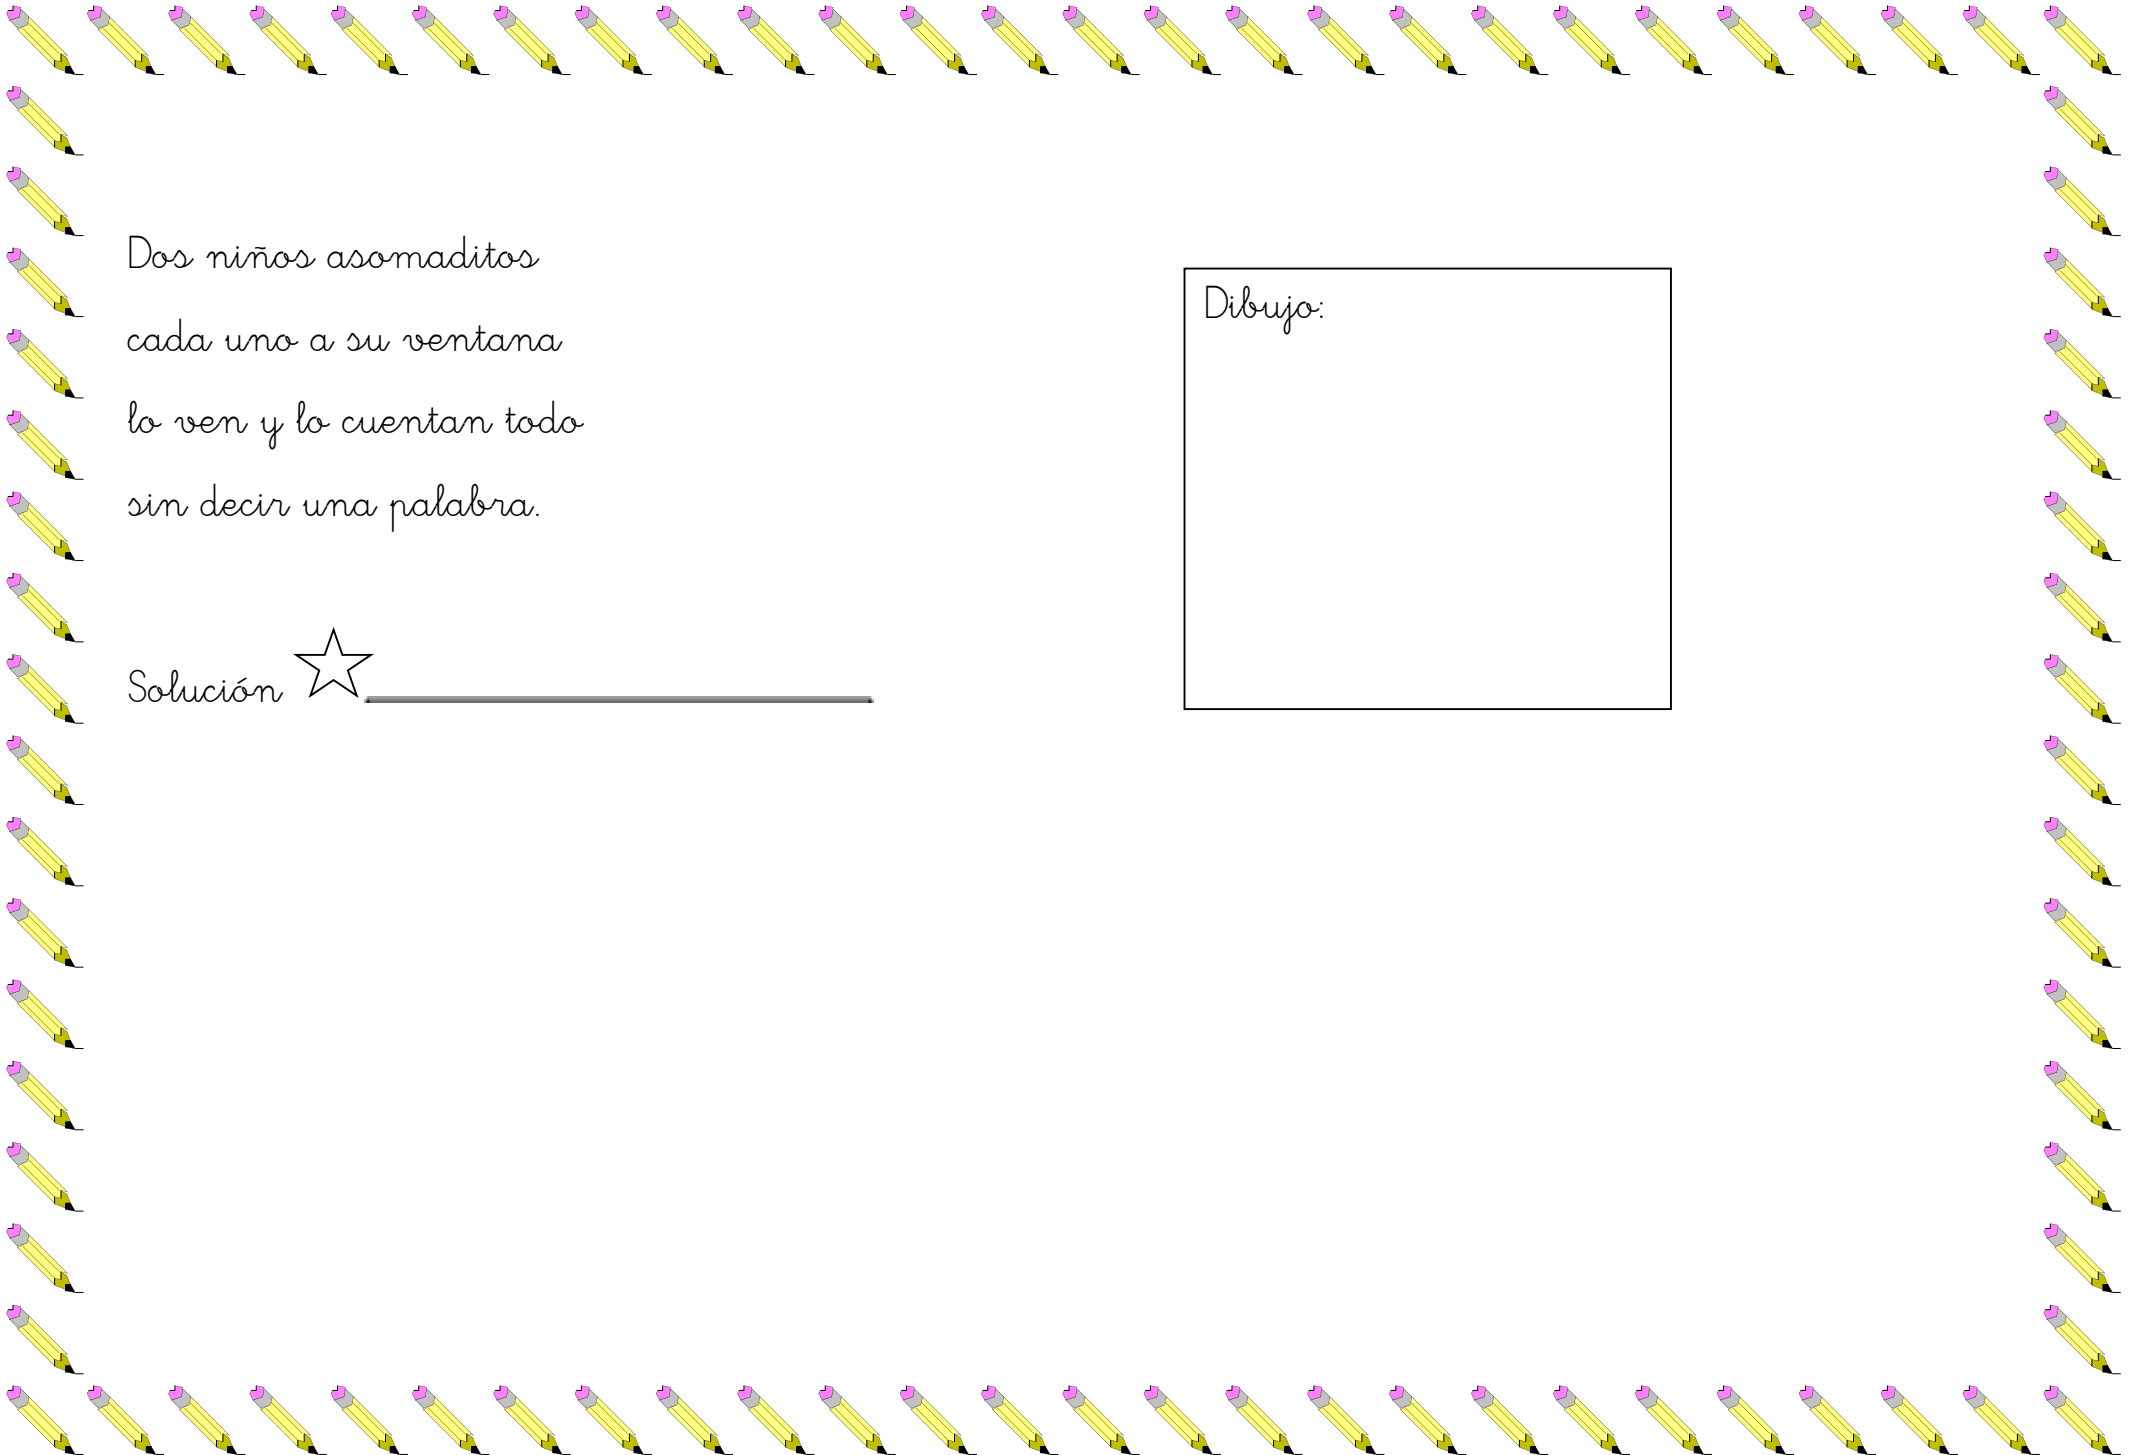 Dos niños asomaditos
cada uno a su ventana
lo ven y lo cuentan todo
sin decir una palabra.
Solución
Dibujo: